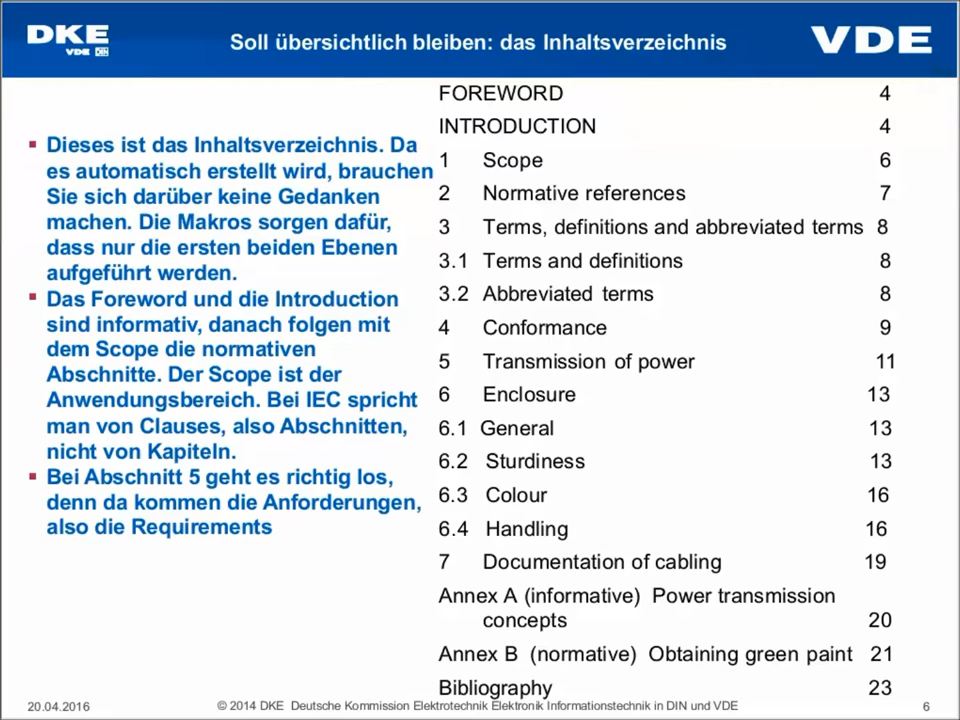 DKE
VDE DIN
Soll übersichtlich bleiben: das Inhaltsverzeichnis
VDE
Dieses ist das Inhaltsverzeichnis. Da
es automatisch erstellt wird, brauchen
Sie sich darüber keine Gedanken
machen. Die Makros sorgen dafür,
dass nur die ersten beiden Ebenen
aufgeführt werden.
Das Foreword und die Introduction
sind informativ, danach folgen mit
dem Scope die normativen
Abschnitte. Der Scope ist der
Anwendungsbereich. Bei IEC spricht
man von Clauses, also Abschnitten,
nicht von Kapiteln.
Bei Abschnitt 5 geht es richtig los,
denn da kommen die Anforderungen,
also die Requirements
FOREWORD 4
INTRODUCTION 4
1 Scope 6
2 Normative references 7
3 Terms, definitions and abbreviated terms 8
3.1 Terms and definitions 8
3.2 Abbreviated terms 8
4 Conformance 9
5 Transmission of power 11
6 Enclosure 13
6.1 General 13
6.2 Sturdiness 13
6.3 Colour 16
6.4 Handling 16
7 Documentation of cabling 19
Annex A (informative) Power transmission
concepts 20
Annex B (normative) Obtaining green paint 21
Bibliography 23
20.04.2016
© 2014 DKE Deutsche Kommission Elektrotechnik Elektronik Informationstechnik in DIN und VDE
6